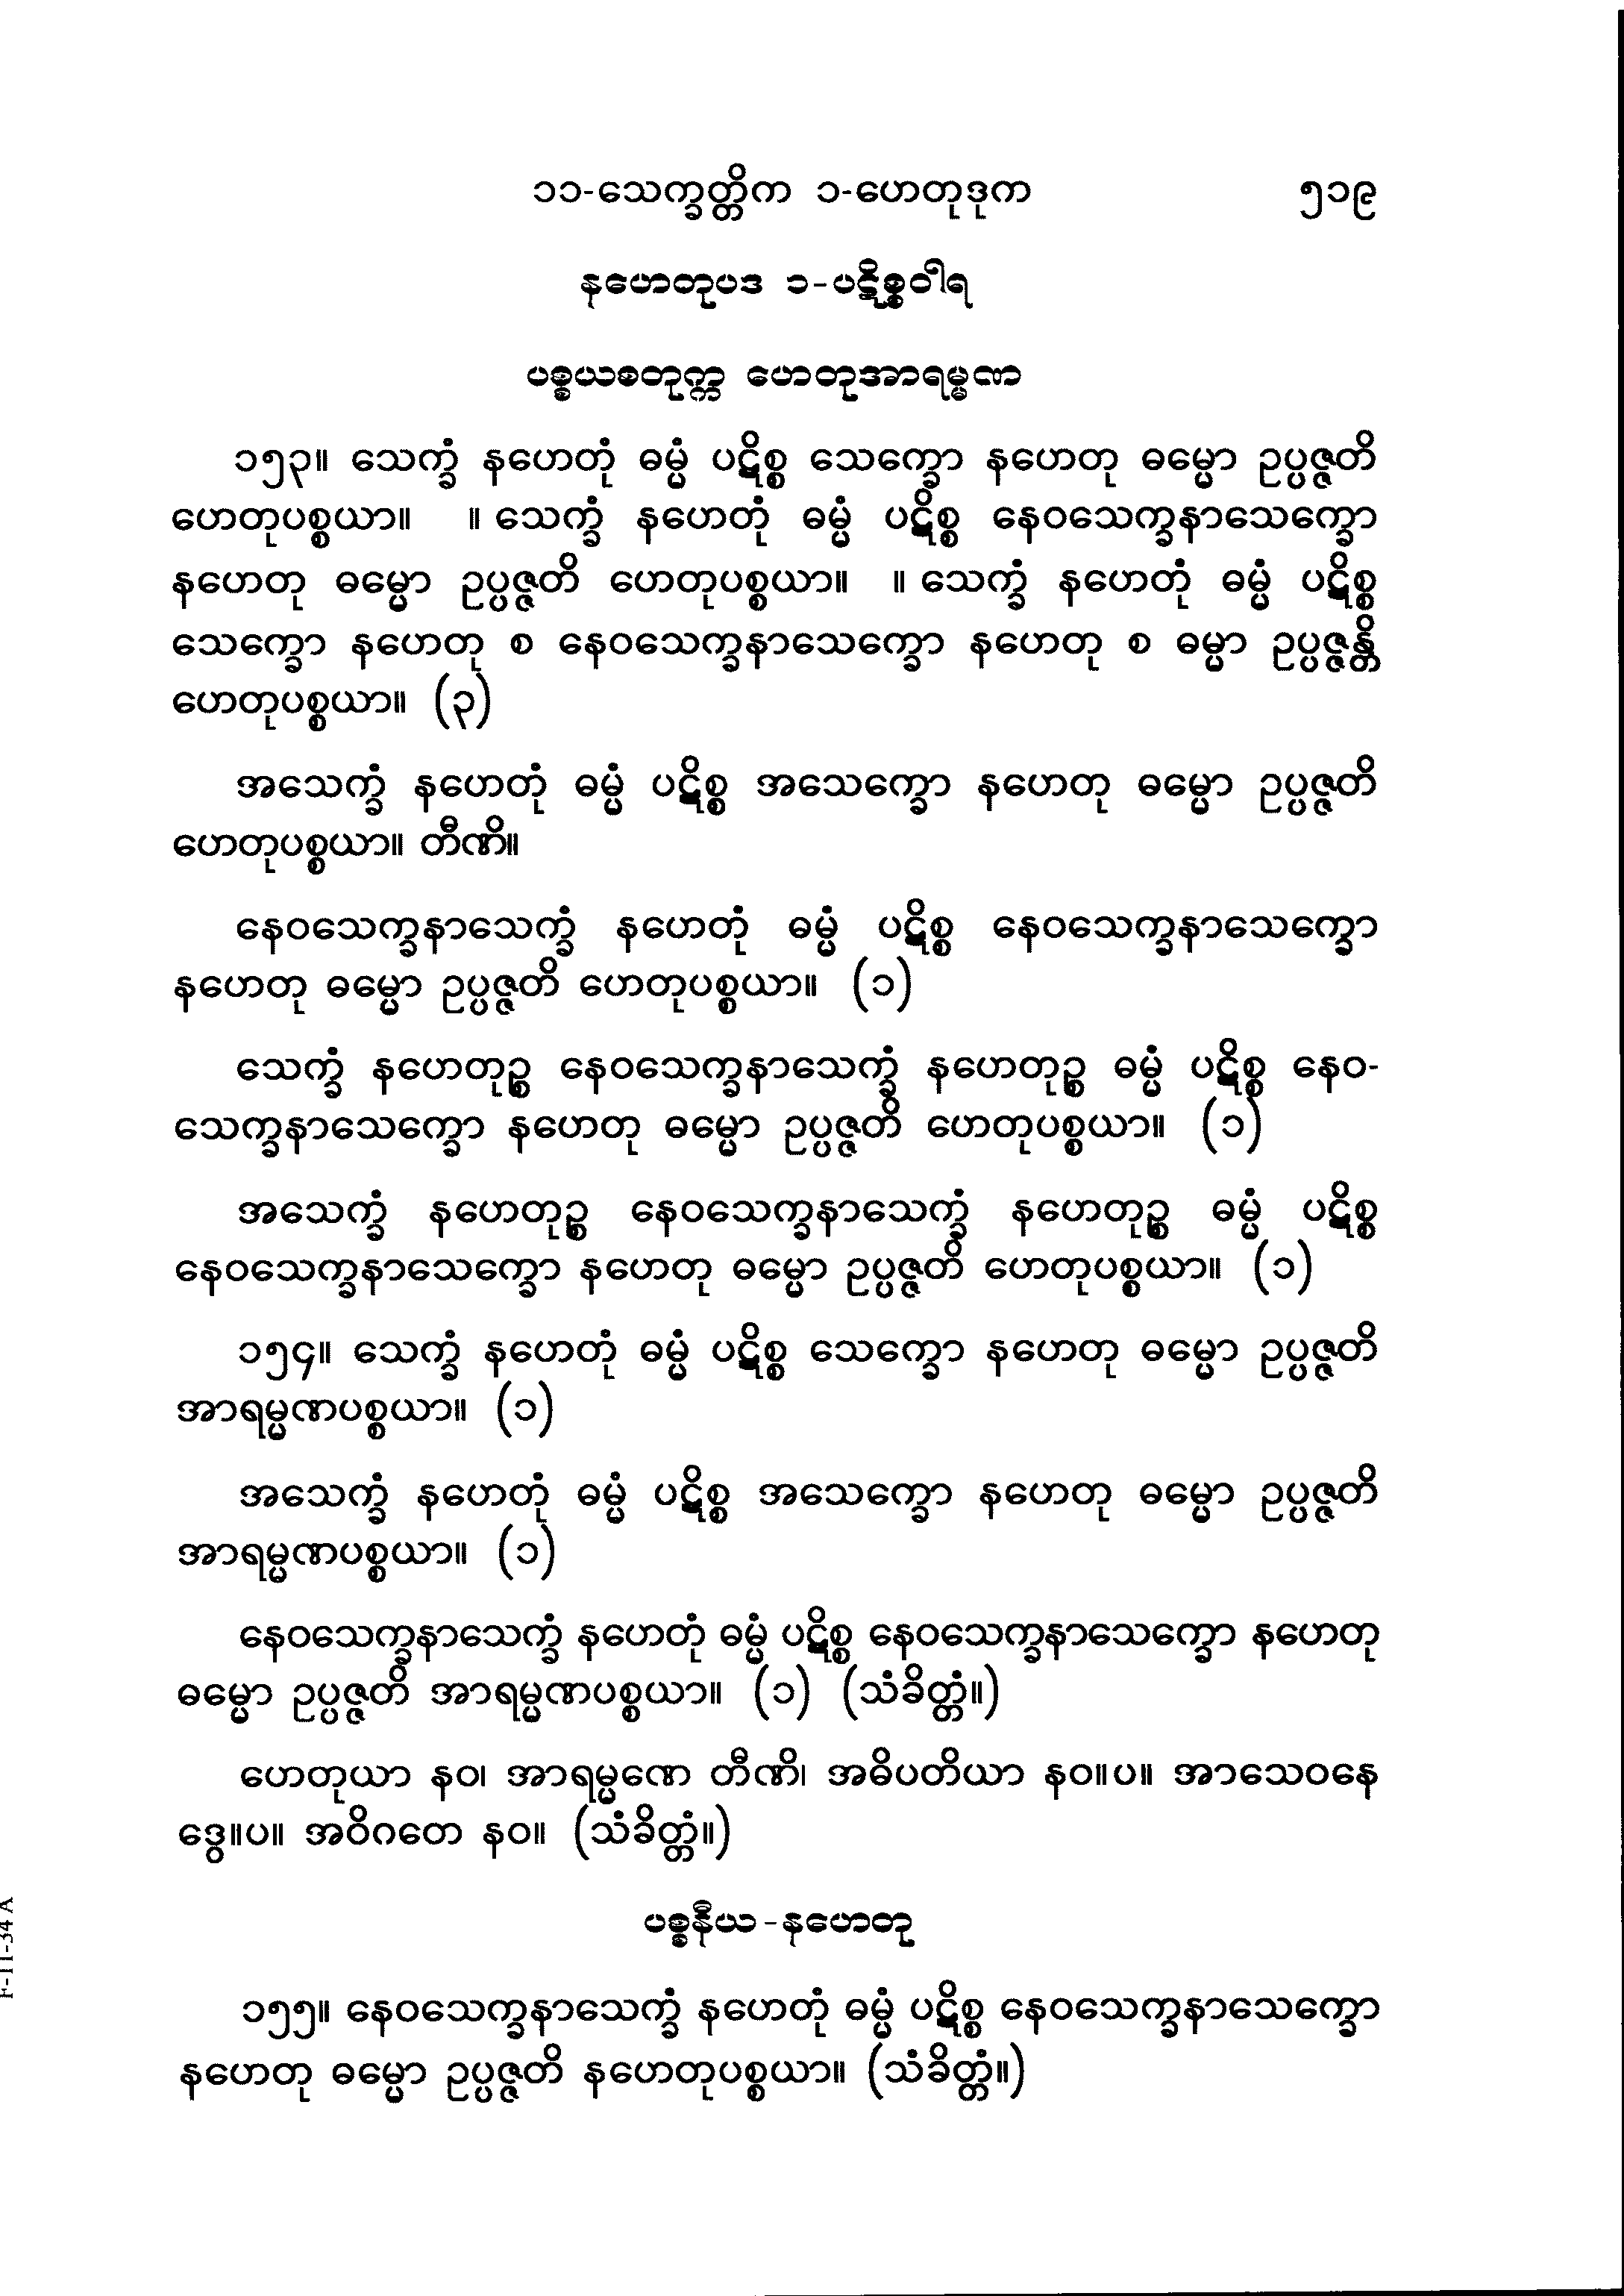 ၁၁-သေက္ခတ္တိက ၁-ဟေတုဒုက ၅၁၉
နဟေတုပဒ ၁-ပဋိစ္စဝါရ
ပစ္စယစတုက္က ဟေတုအာရမ္မဏ
၁၅၃။ သေက္ခံ နဟေတုံ ဓမ္မံ ပဋိစ္စ သေက္ခော နဟေတု ဓမ္မော ဥပ္ပဇ္ဇတိ
ဟေတုပစ္စယာ။ ။ သေက္ခံ နဟေတုံ ဓမ္မံ ပဋိစ္စ နေဝသေက္ခနာသေက္ခော
နဟေတု ဓမ္မော ဥပ္ပဇ္ဇတိ ဟေတုပစ္စယာ။ ။ သေက္ခံ နဟေတုံ ဓမ္မံ ပဋိစ္စ
သေက္ခော နဟေတု စ နေဝသေက္ခနာသေက္ခော နဟေတု စ ဓမ္မာ ဥပ္ပဇ္ဇန္တိ
ဟေတုပစ္စယာ။ (၃)
အသေက္ခံ နဟေတုံ ဓမ္မံ ပဋိစ္စ အသေက္ခော နဟေတု ဓမ္မော ဥပ္ပဇ္ဇတိ
ဟေတုပစ္စယာ။ တီဏိ။
နေဝသေက္ခနာသေက္ခံ နဟေတုံ ဓမ္မံ ပဋိစ္စ နေဝသေက္ခနာသေက္ခော
နဟေတု ဓမ္မော ဥပ္ပဇ္ဇတိ ဟေတုပစ္စယာ။ (၁)
သေက္ခံ နဟေတုဉ္စ နေဝသေက္ခနာသေက္ခံ နဟေတုဉ္စ ဓမ္မံ ပဋိစ္စ နေဝ-
သေက္ခနာသေက္ခော နဟေတု ဓမ္မော ဥပ္ပဇ္ဇတိ ဟေတုပစ္စယာ။ (၁)
အသေက္ခံ နဟေတုဉ္စ နေဝသေက္ခနာသေက္ခံ နဟေတုဉ္စ ဓမ္မံ ပဋိစ္စ
နေဝသေက္ခနာသေက္ခော နဟေတု ဓမ္မော ဥပ္ပဇ္ဇတိ ဟေတုပစ္စယာ။ (၁)
၁၅၄။ သေက္ခံ နဟေတုံ ဓမ္မံ ပဋိစ္စ သေက္ခော နဟေတု ဓမ္မော ဥပ္ပဇ္ဇတိ
အာရမ္မဏပစ္စယာ။ (၁)
အသေက္ခံ နဟေတုံ ဓမ္မံ ပဋိစ္စ အသေက္ခော နဟေတု ဓမ္မော ဥပ္ပဇ္ဇတိ
အာရမ္မဏပစ္စယာ။ (၁)
နေဝသေက္ခနာသေက္ခံ နဟေတုံ ဓမ္မံ ပဋိစ္စ နေဝသေက္ခနာသေက္ခော နဟေတု
ဓမ္မော ဥပ္ပဇ္ဇတိ အာရမ္မဏပစ္စယာ။ (၁) (သံခိတ္တံ။)
ဟေတုယာ နဝ၊ အာရမ္မဏေ တီဏိ၊ အဓိပတိယာ နဝ။ပ။ အာသေဝနေ
ဒွေ။ပ။ အဝိဂတေ နဝ။ (သံခိတ္တံ။)
ပစ္စနီယ-နဟေတု
၁၅၅။ နေဝသေက္ခနာသေက္ခံ နဟေတုံ ဓမ္မံ ပဋိစ္စ နေဝသေက္ခနာသေက္ခော
နဟေတု ဓမ္မော ဥပ္ပဇ္ဇတိ နဟေတုပစ္စယာ။ (သံခိတ္တံ။)
F-11-34 A